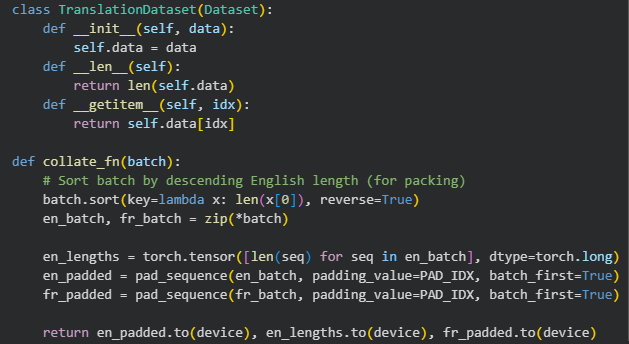 class TranslationDataset(Dataset):
    def __init__(self, data):
        self.data = data
    def __len__(self):
        return len(self.data)
    def __getitem__(self, idx):
        return self.data[idx]

def collate_fn(batch):
    # Sort batch by descending English length (for packing)
    batch.sort(key=lambda x: len(x[0]), reverse=True)
    en_batch, fr_batch = zip(*batch)

    en_lengths = torch.tensor([len(seq) for seq in en_batch], dtype=torch.long)
    en_padded = pad_sequence(en_batch, padding_value=PAD_IDX, batch_first=True)
    fr_padded = pad_sequence(fr_batch, padding_value=PAD_IDX, batch_first=True)

    return en_padded.to(device), en_lengths.to(device), fr_padded.to(device)